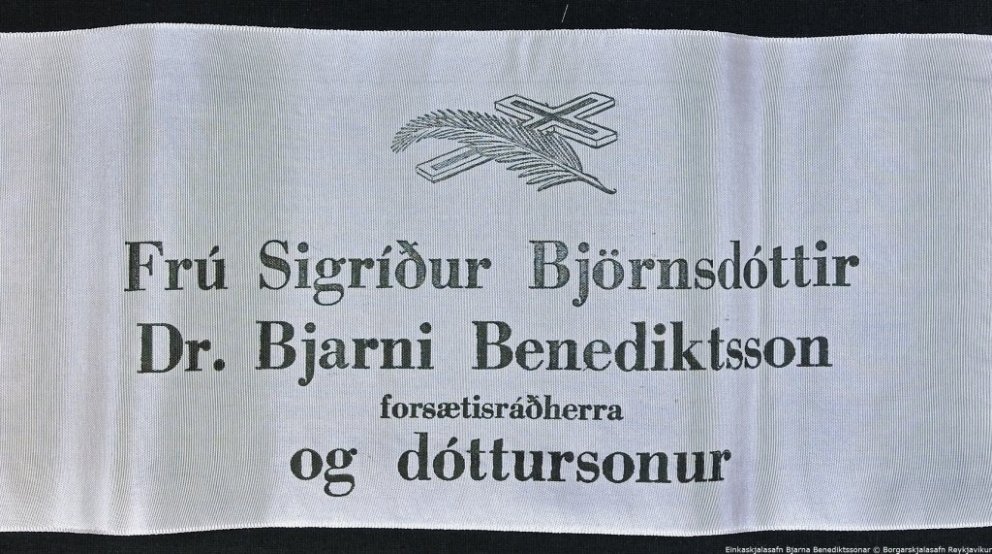 Frú Sigríður Björnsdóttir
Dr. Bjarni Benediktsson
forsætisráðherra
og dóttursonur
Einkaskjalasafn Bjarna Benediktssonar © Borgarskjalasafn Reykjavíkur